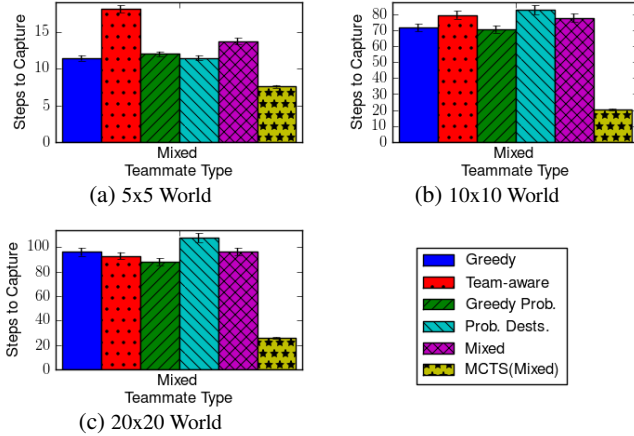 Steps to Capture
15
10
5
0
Mixed
Teammate Type
(a) 5x5 World
Steps to Capture
80
70
60
50
40
30
20
10
0
Mixed
Teammate Type
(b) 10x10 World
Steps to Capture
100
80
60
40
20
0
Mixed
Teammate Type
(c) 20x20 World
Greedy
Team-aware
Greedy Prob.
Prob. Dests.
Mixed
MCTS(Mixed)